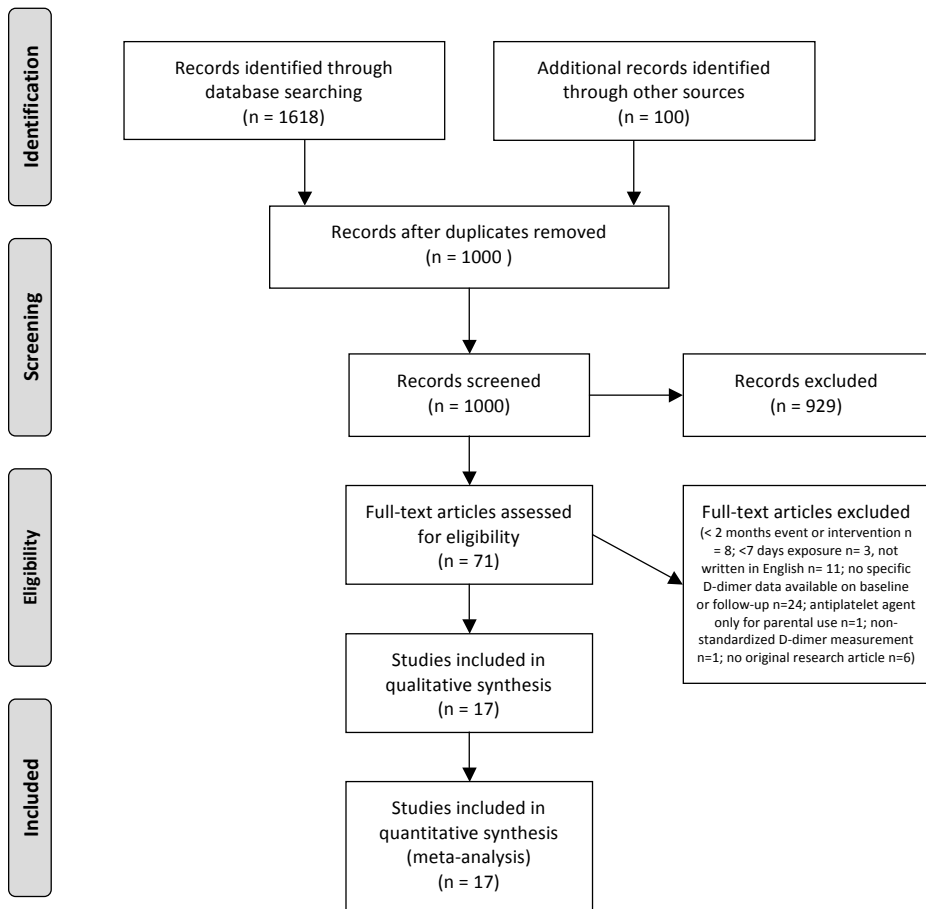 Identification
Records identified through
database searching
(n = 1618)
Additional records identified
through other sources
(n = 100)
Records after duplicates removed
(n = 1000 )
Screening
Records screened
(n = 1000)
Records excluded
(n = 929)
Eligibility
Full-text articles assessed
for eligibility
(n = 71)
Full-text articles excluded
(< 2 months event or intervention n
= 8; <7 days exposure n= 3, not
written in English n= 11; no specific
D-dimer data available on baseline
or follow-up n=24; antiplatelet agent
only for parental use n=1; non-
standardized D-dimer measurement
n=1; no original research article n=6)
Studies included in
qualitative synthesis
(n = 17)
Included
Studies included in
quantitative synthesis
(meta-analysis)
(n = 17)